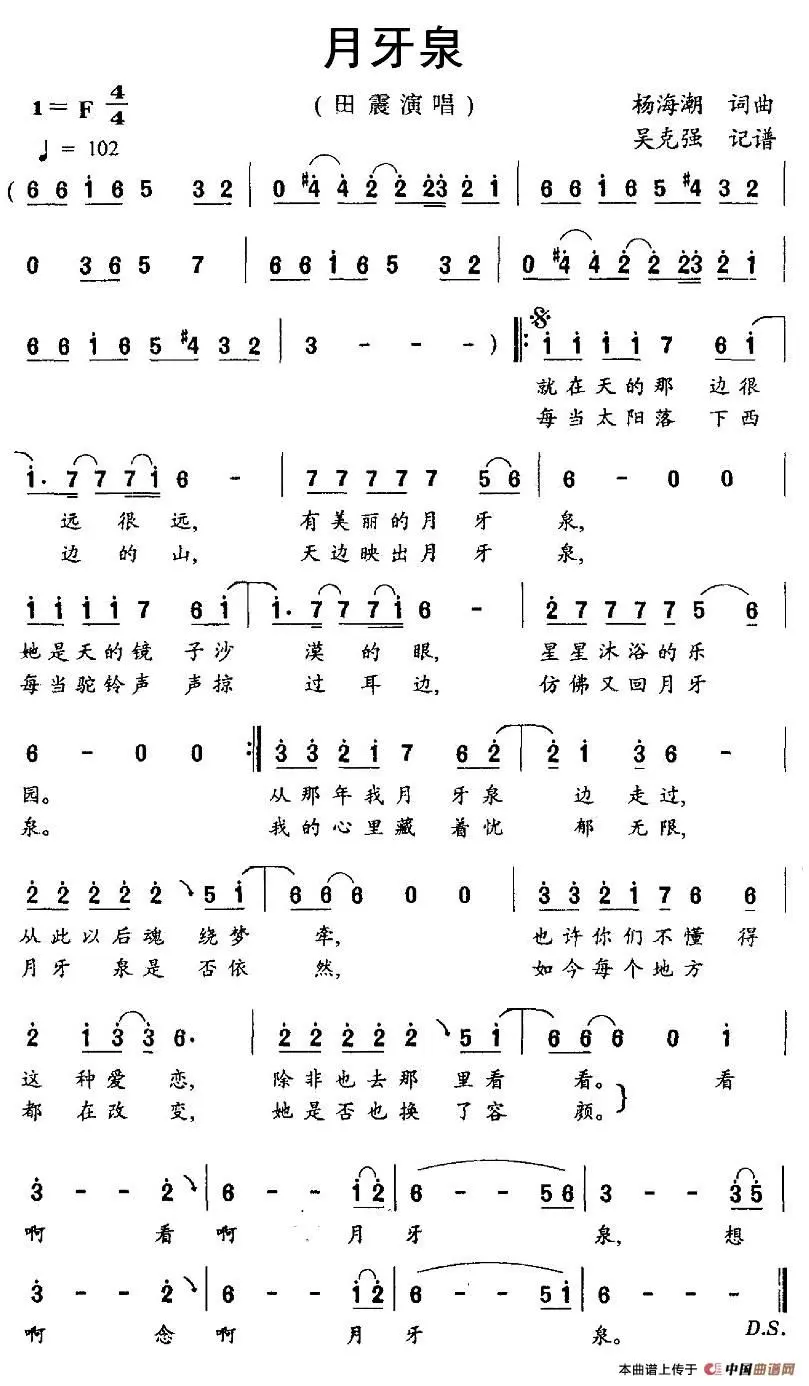 月牙泉
1= F 4/4
(田震演唱)
杨海潮 词曲
♩ = 102
吴克强 记谱
( 6 6 i 6 5 3 2 | 0 #4 4 2 2 2 3 2 1 | 6 6 i 6 5 #4 3 2 |
0 3 6 5 7 | 6 6 i 6 5 3 2 | 0 #4 4 2 2 2 3 2 1 |
6 6 i 6 5 #4 3 2 | 3 - - - ) ‖: i i i i 7 6 i |
就在天的那 边很
每当太阳落 下西
i. 7 7 7 i 6 - | 7 7 7 7 7 5 6 | 6 - 0 0 |
远很远, 有美丽的月牙 泉,
边的山, 天边映出月牙 泉,
i i i i 7 6 i | i. 7 7 7 i 6 - | 2 7 7 7 7 5 6 |
她是天的镜 子沙 漠的眼, 星星沐浴的乐
每当驼铃声 声掠 过耳边, 仿佛又回月牙
6 - 0 0 :‖ 3 3 2 i 7 6 2 | 2 i 3 6 - |
园。 从那年我月 牙泉 边走过,
泉。 我的心里藏 着忧 郁无限,
2 2 2 2 2 5 i | 6 6 6 0 0 | 3 3 2 i 7 6 6 |
从此以后魂 绕梦 牵, 也许你们不懂得
月牙泉是否依 然, 如今每个地方
2 i 3 3 6. | 2 2 2 2 2 5 i | 6 6 6 0 i |
这种爱恋, 除非也去那 里看 看。 看
都在改变, 她是否也换 了容 颜。
3 - - 2 | 6 - - i 2 | 6 - - 5 6 | 3 - - 3 5 |
啊 看 啊 月 牙 泉, 想
3 - - 2 | 6 - - i 2 | 6 - - 5 i | 6 - - - ‖
啊 念 啊 月 牙 泉。 D.S.
本曲谱上传于 中国曲谱网